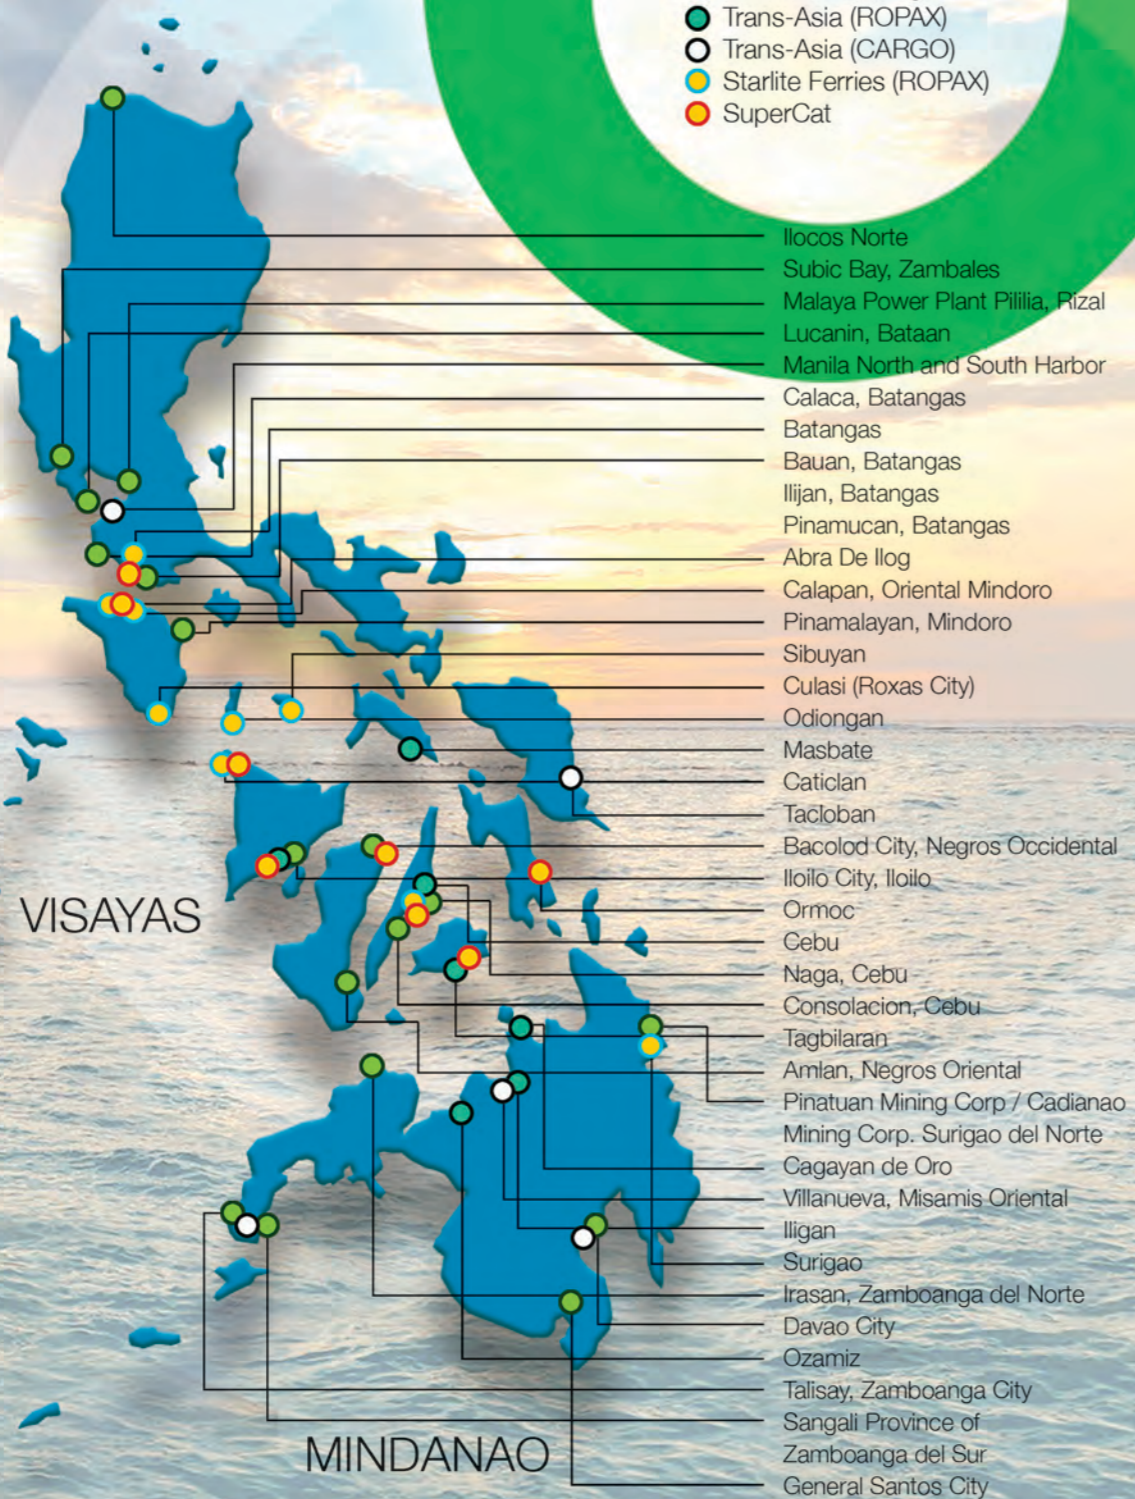 Trans-Asia (ROPAX)
Trans-Asia (CARGO)
Starlite Ferries (ROPAX)
SuperCat
Ilocos Norte
Subic Bay, Zambales
Malaya Power Plant Pililia, Rizal
Lucanin, Bataan
Manila North and South Harbor
Calaca, Batangas
Batangas
Bauan, Batangas
Ilijan, Batangas
Pinamucan, Batangas
Abra De Ilog
Calapan, Oriental Mindoro
Pinamalayan, Mindoro
Sibuyan
Culasi (Roxas City)
Odiongan
Masbate
Caticlan
Tacloban
Bacolod City, Negros Occidental
Iloilo City, Iloilo
VISAYAS
Ormoc
Cebu
Naga, Cebu
Consolacion, Cebu
Tagbilaran
Amlan, Negros Oriental
Pinatuan Mining Corp / Cadianao
Mining Corp. Surigao del Norte
Cagayan de Oro
Villanueva, Misamis Oriental
Iligan
Surigao
Irasan, Zamboanga del Norte
Davao City
Ozamiz
Talisay, Zamboanga City
Sangali Province of
Zamboanga del Sur
MINDANAO
General Santos City